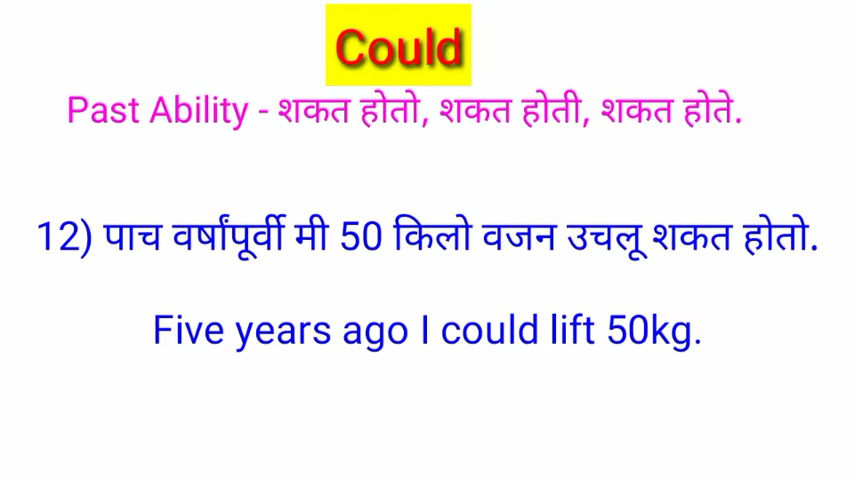 Could
Past Ability - शकत होतो, शकत होती, शकत होते.
12) पाच वर्षांपूर्वी मी 50 किलो वजन उचलू शकत होतो.
Five years ago I could lift 50kg.